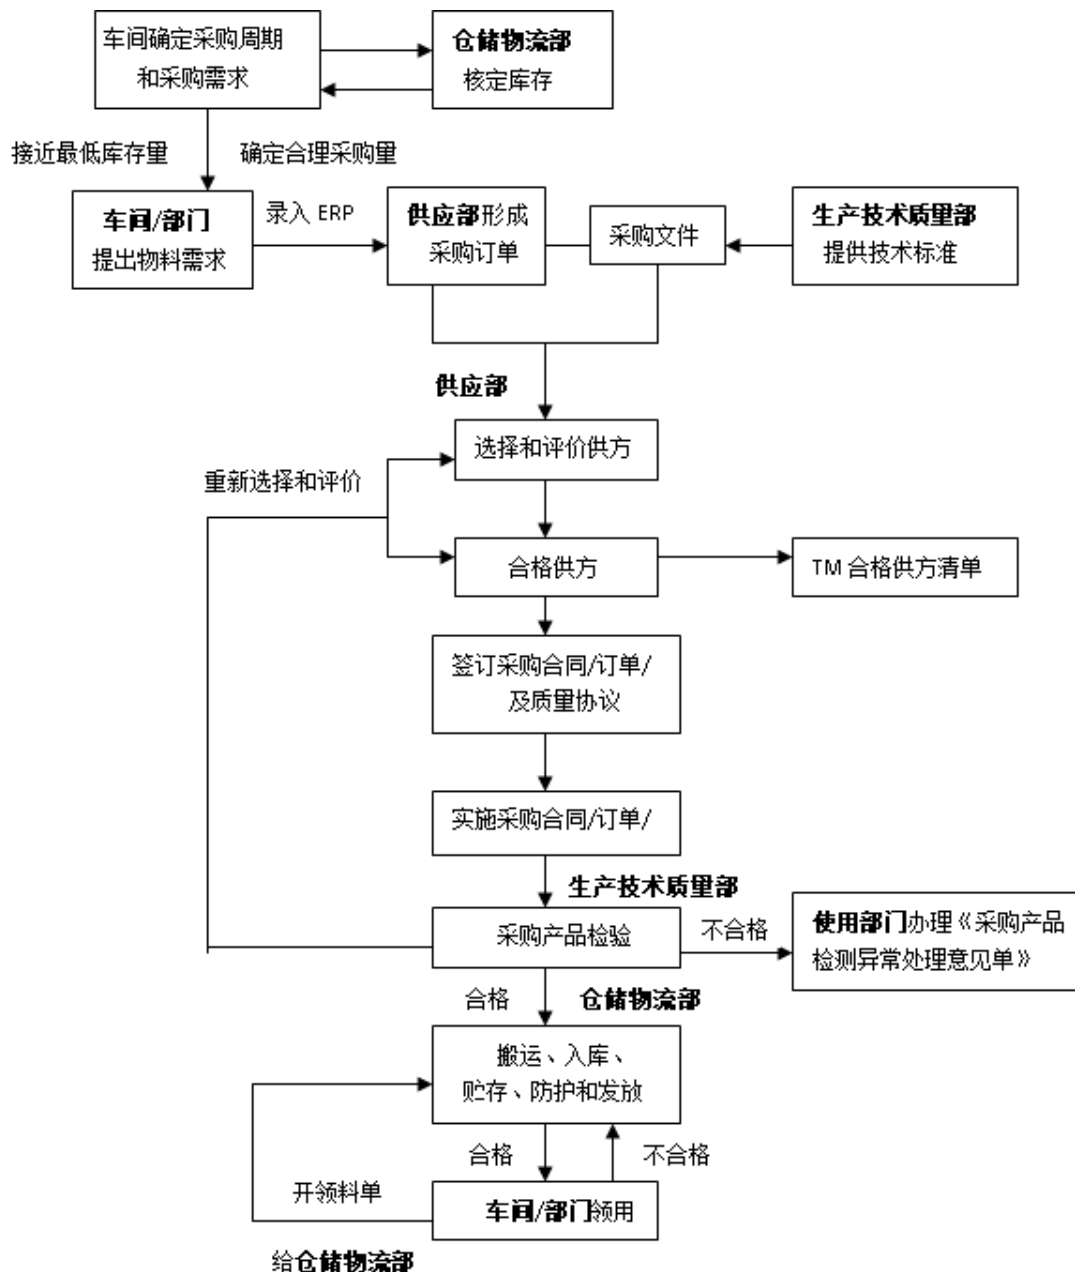 车间确定采购周期
和采购需求
仓储物流部
核定库存
接近最低库存量
确定合理采购量
车间/部门
提出物料需求
录入 ERP
供应部形成
采购订单
采购文件
生产技术质量部
提供技术标准
供应部
选择和评价供方
重新选择和评价
合格供方
TM 合格供方清单
签订采购合同/订单/
及质量协议
实施采购合同/订单/
生产技术质量部
采购产品检验
不合格
使用部门办理《采购产品
检测异常处理意见单》
合格
仓储物流部
搬运、入库、
贮存、防护和发放
合格
不合格
开领料单
车间/部门领用
给仓储物流部